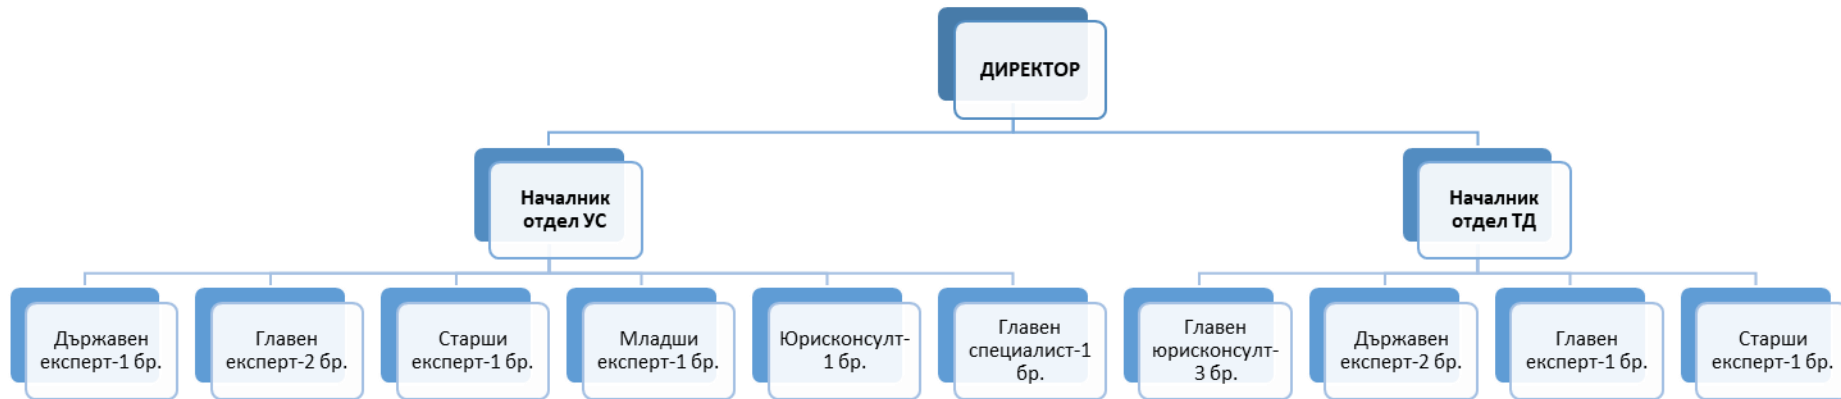 ДИРЕКТОР
Началник
отдел УС
Началник
отдел ТД
Държавен
експерт-1 бр.
Главен
експерт-2 бр.
Старши
експерт-1 бр.
Младши
експерт-1 бр.
Юрисконсулт-
1 бр.
Главен
специалист-1
бр.
Главен
юрисконсулт-
3 бр.
Държавен
експерт-2 бр.
Главен
експерт-1 бр.
Старши
експерт-1 бр.